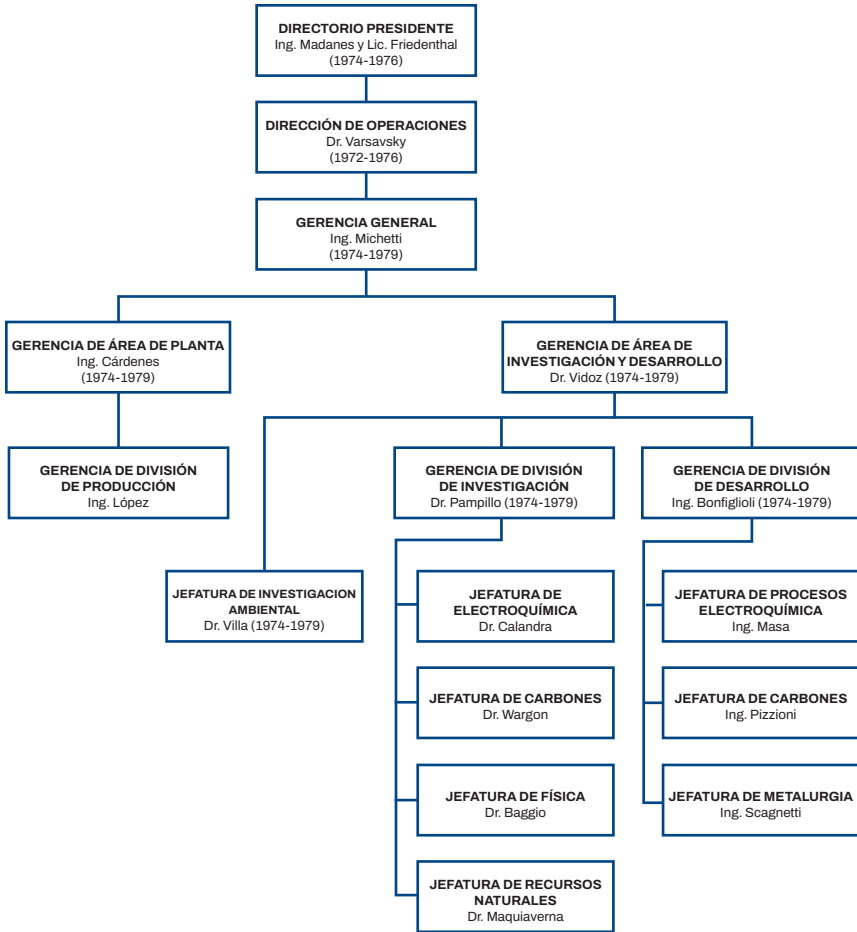 DIRECTORIO PRESIDENTE
Ing. Madanes y Lic. Friedenthal
(1974-1976)
DIRECCIÓN DE OPERACIONES
Dr. Varsavsky
(1972-1976)
GERENCIA GENERAL
Ing. Michetti
(1974-1979)
GERENCIA DE ÁREA DE PLANTA
Ing. Cárdenes
(1974-1979)
GERENCIA DE ÁREA DE
INVESTIGACIÓN Y DESARROLLO
Dr. Vidoz (1974-1979)
GERENCIA DE DIVISIÓN
DE PRODUCCIÓN
Ing. López
GERENCIA DE DIVISIÓN
DE INVESTIGACIÓN
Dr. Pampillo (1974-1979)
GERENCIA DE DIVISIÓN
DE DESARROLLO
Ing. Bonfiglioli (1974-1979)
JEFATURA DE INVESTIGACION
AMBIENTAL
Dr. Villa (1974-1979)
JEFATURA DE
ELECTROQUÍMICA
Dr. Calandra
JEFATURA DE PROCESOS
ELECTROQUÍMICA
Ing. Masa
JEFATURA DE CARBONES
Dr. Wargon
JEFATURA DE CARBONES
Ing. Pizzioni
JEFATURA DE FÍSICA
Dr. Baggio
JEFATURA DE METALURGIA
Ing. Scagnetti
JEFATURA DE RECURSOS
NATURALES
Dr. Maquiaverna